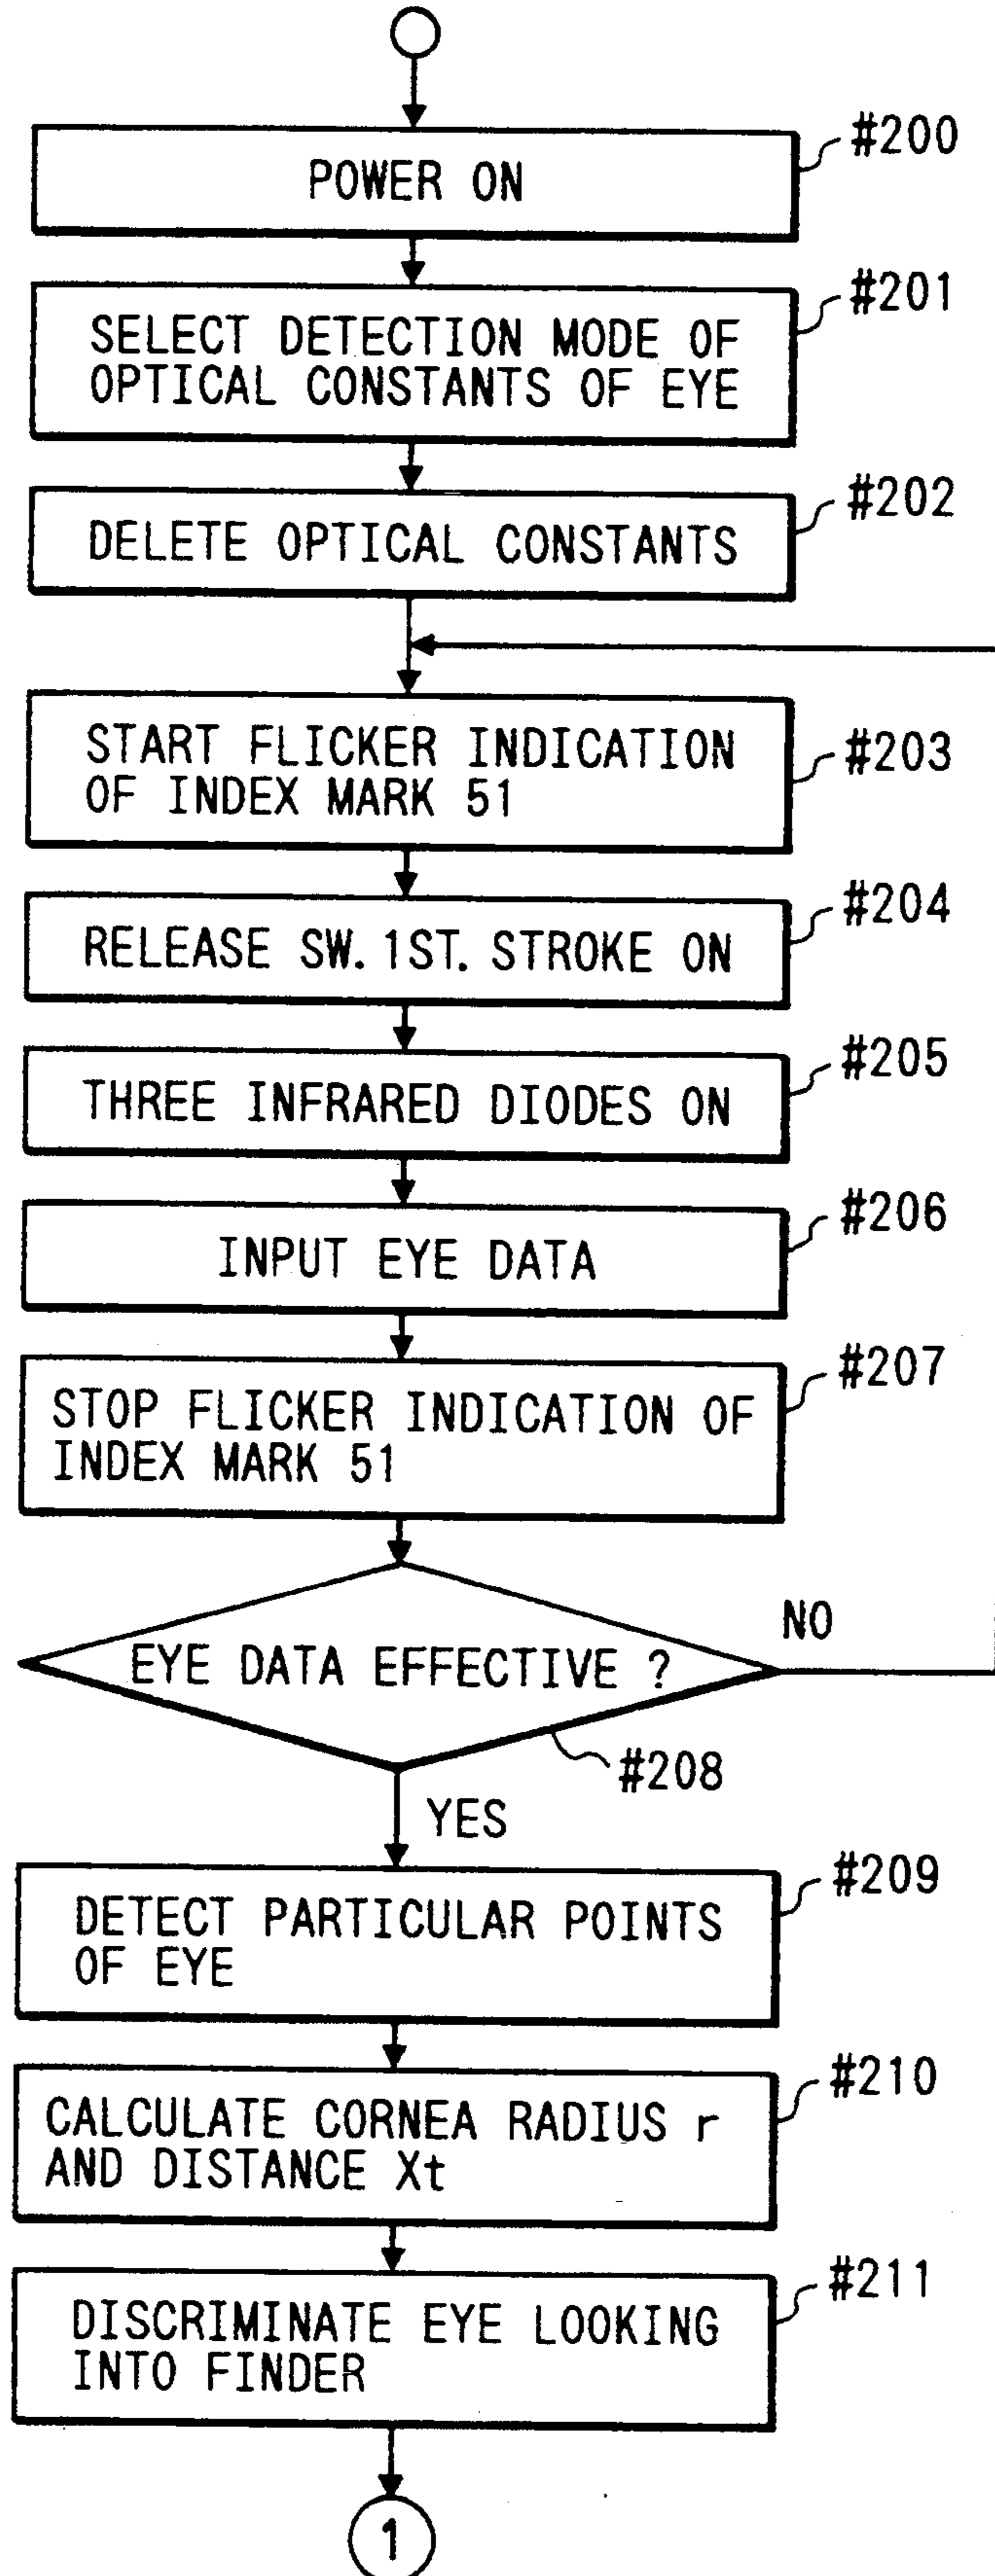 #200
POWER ON
#201
SELECT DETECTION MODE OF
OPTICAL CONSTANTS OF EYE
#202
DELETE OPTICAL CONSTANTS
START FLICKER INDICATION
OF INDEX MARK 51
#203
#204
RELEASE SW. 1ST. STROKE ON
#205
THREE INFRARED DIODES ON
#206
INPUT EYE DATA
#207
STOP FLICKER INDICATION OF
INDEX MARK 51
NO
EYE DATA EFFECTIVE ?
#208
YES
#209
DETECT PARTICULAR POINTS
OF EYE
#210
CALCULATE CORNEA RADIUS r
AND DISTANCE Xt
#211
DISCRIMINATE EYE LOOKING
INTO FINDER
1